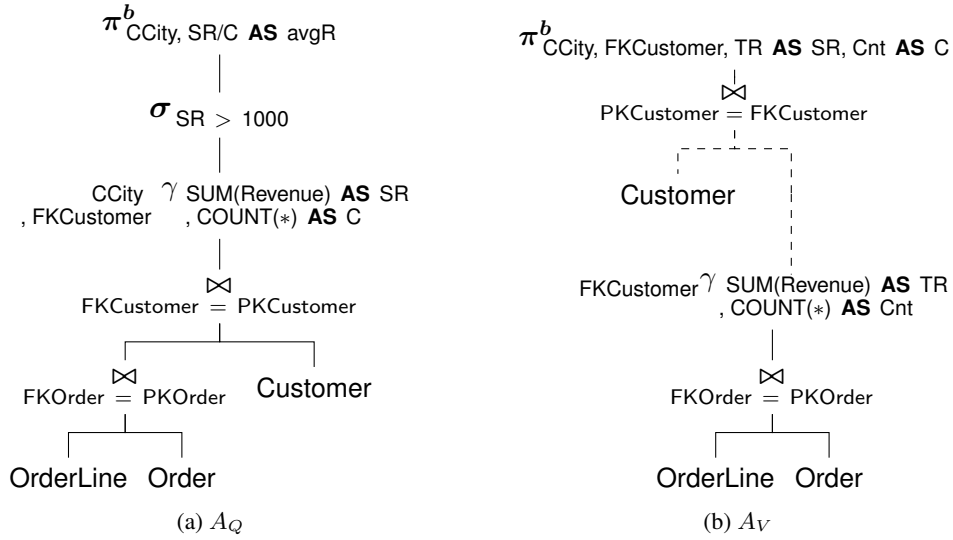 π^b CCity, SR/C AS avgR
σ SR > 1000
CCity γ SUM(Revenue) AS SR
, FKCustomer , COUNT(∗) AS C
⋈
FKCustomer = PKCustomer
⋈
FKOrder = PKOrder
Customer
OrderLine Order
(a) A_Q
π^b CCity, FKCustomer, TR AS SR, Cnt AS C
⋈
PKCustomer = FKCustomer
Customer
FKCustomer γ SUM(Revenue) AS TR
, COUNT(∗) AS Cnt
⋈
FKOrder = PKOrder
OrderLine Order
(b) A_V